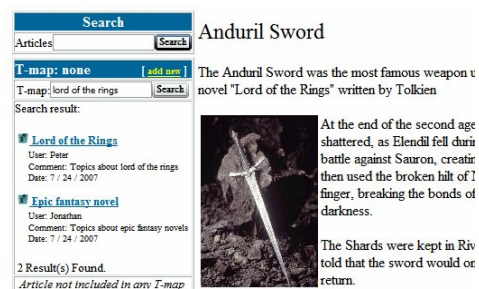 Search
Articles Search
T-map: none [ add new ]
T-map: lord of the rings Search
Search result:
Lord of the Rings
User: Peter
Comment: Topics about lord of the rings
Date: 7 / 24 / 2007
Epic fantasy novel
User: Jonathan
Comment: Topics about epic fantasy novels
Date: 7 / 24 / 2007
2 Result(s) Found.
Article not included in any T-map
Anduril Sword
The Anduril Sword was the most famous weapon u
novel "Lord of the Rings" written by Tolkien
At the end of the second age
shattered, as Elendil fell durin
battle against Sauron, creatin
then used the broken hilt of N
finger, breaking the bonds of
darkness.
The Shards were kept in Riv
told that the sword would on
return.